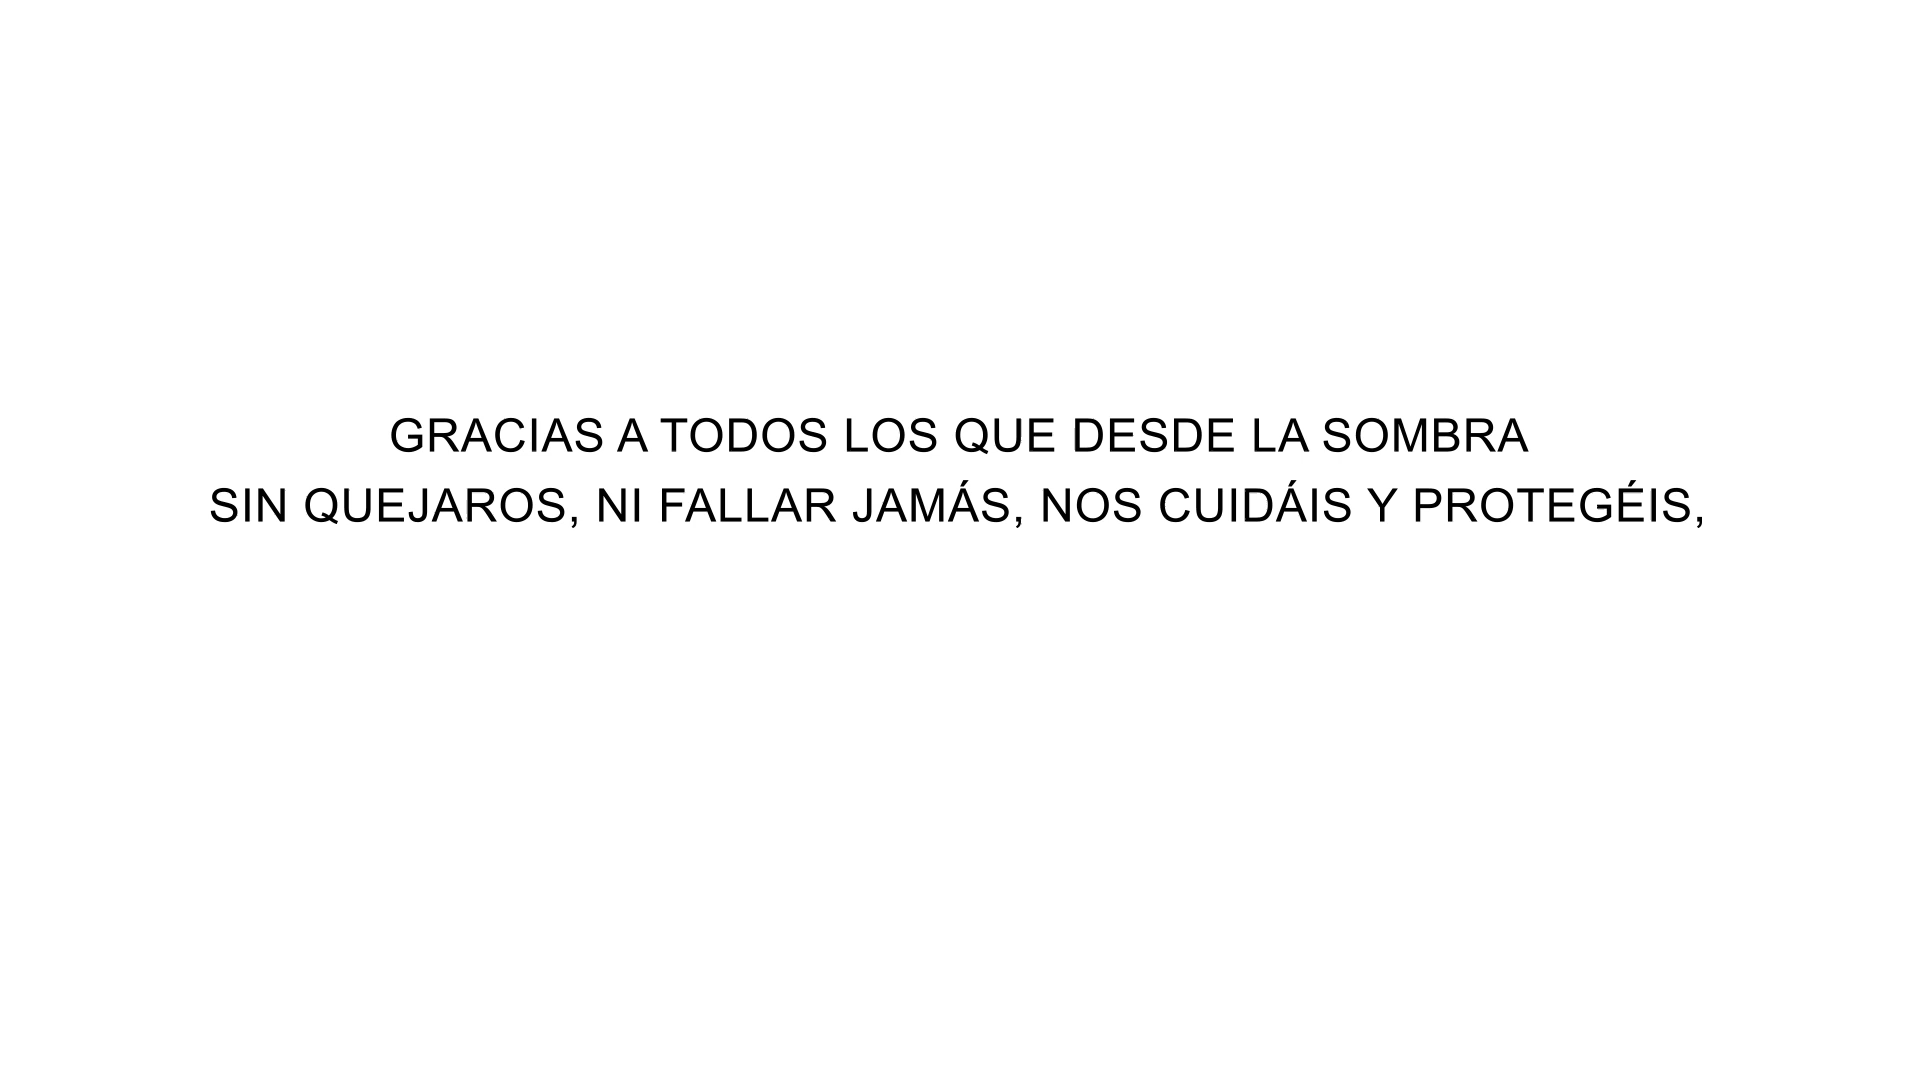 GRACIAS A TODOS LOS QUE DESDE LA SOMBRA
SIN QUEJAROS, NI FALLAR JAMÁS, NOS CUIDÁIS Y PROTEGÉIS,